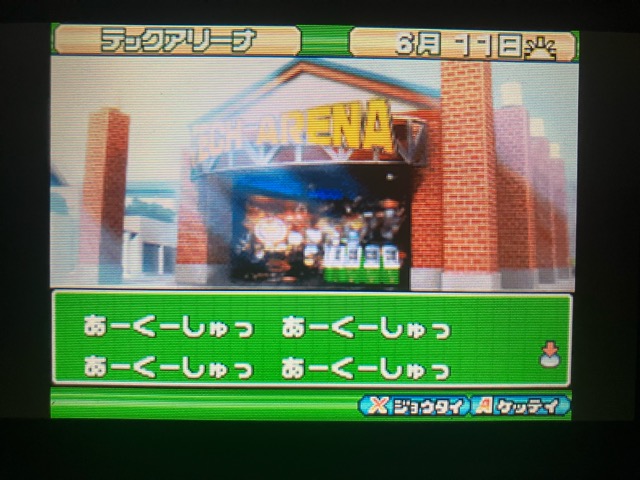 テックアリーナ 6月 11日
TECH-ARENA
あーくーしゅっ あーくーしゅっ
あーくーしゅっ あーくーしゅっ
X ジョウタイ A ケッテイ